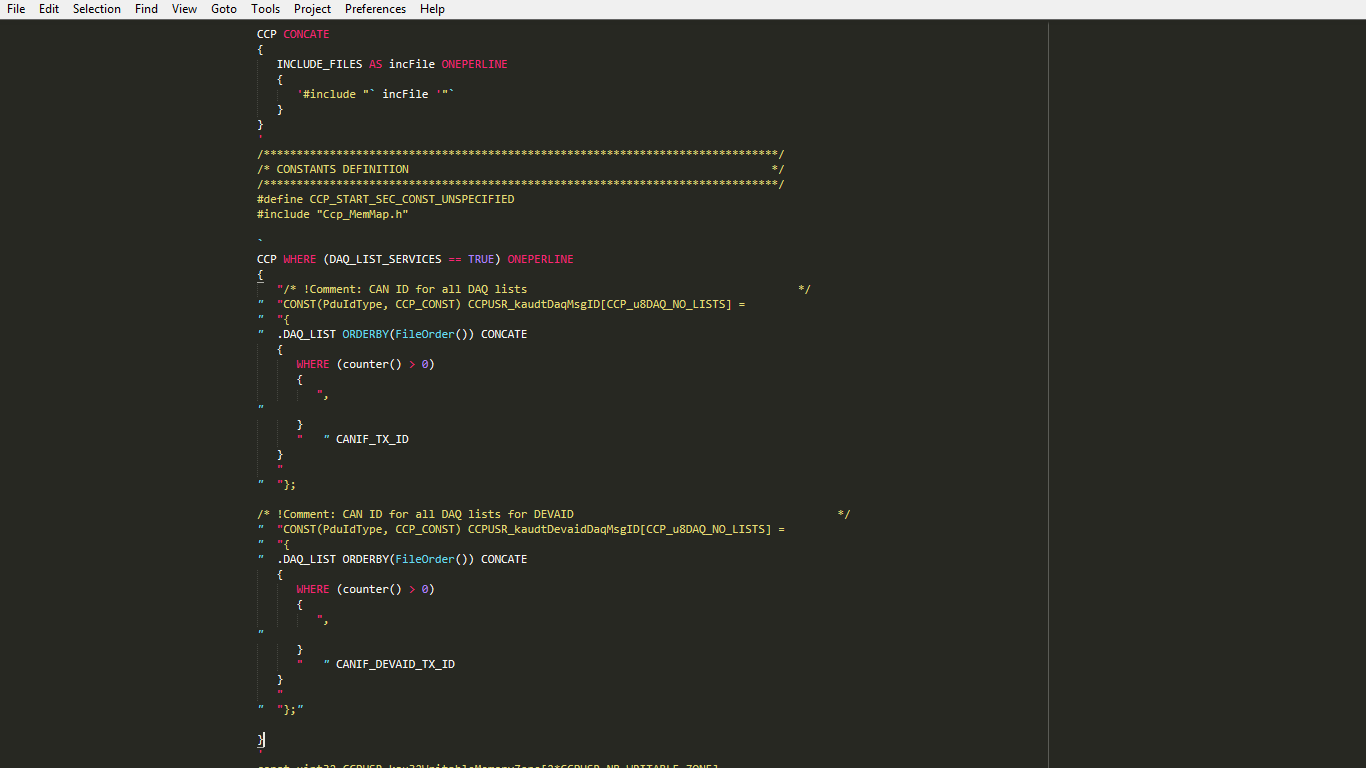 File Edit Selection Find View Goto Tools Project Preferences Help
CCP CONCATE
{
   INCLUDE_FILES AS incFile ONEPERLINE
   {
      '#include "` incFile '"`
   }
}
'
/******************************************************************************/
/* CONSTANTS DEFINITION                                                       */
/******************************************************************************/
#define CCP_START_SEC_CONST_UNSPECIFIED
#include "Ccp_MemMap.h"
`
CCP WHERE (DAQ_LIST_SERVICES == TRUE) ONEPERLINE
{
   "/* !Comment: CAN ID for all DAQ lists                                         */
"  "CONST(PduIdType, CCP_CONST) CCPUSR_kaudtDaqMsgID[CCP_u8DAQ_NO_LISTS] =
"  "{
"  .DAQ_LIST ORDERBY(FileOrder()) CONCATE
   {
      WHERE (counter() > 0)
      {
         ",
"
      }
      "   " CANIF_TX_ID
   }
   "
"  "};
/* !Comment: CAN ID for all DAQ lists for DEVAID                                        */
"  "CONST(PduIdType, CCP_CONST) CCPUSR_kaudtDevaidDaqMsgID[CCP_u8DAQ_NO_LISTS] =
"  "{
"  .DAQ_LIST ORDERBY(FileOrder()) CONCATE
   {
      WHERE (counter() > 0)
      {
         ",
"
      }
      "   " CANIF_DEVAID_TX_ID
   }
   "
"  "};"
}
'